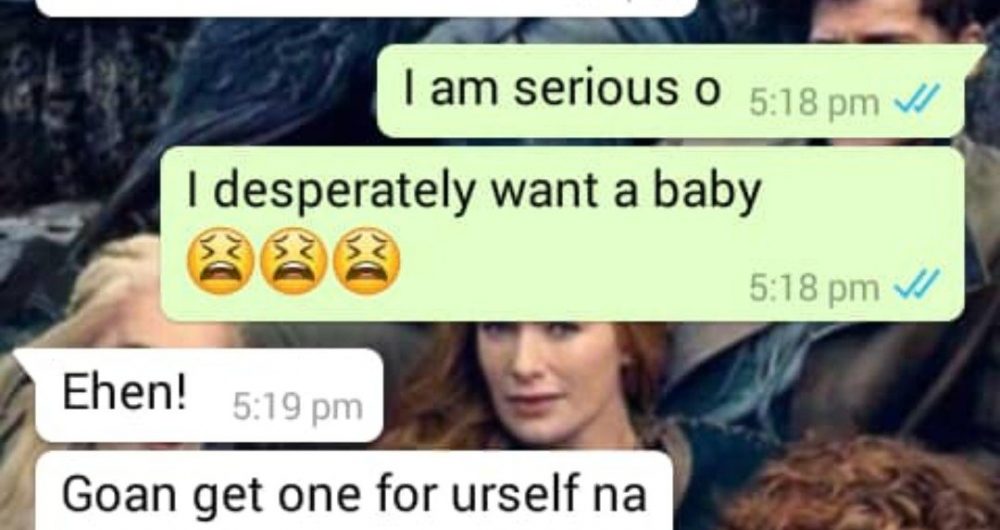 I am serious o 5:18 pm
I desperately want a baby
😫😫😫
5:18 pm
Ehen! 5:19 pm
Goan get one for urself na